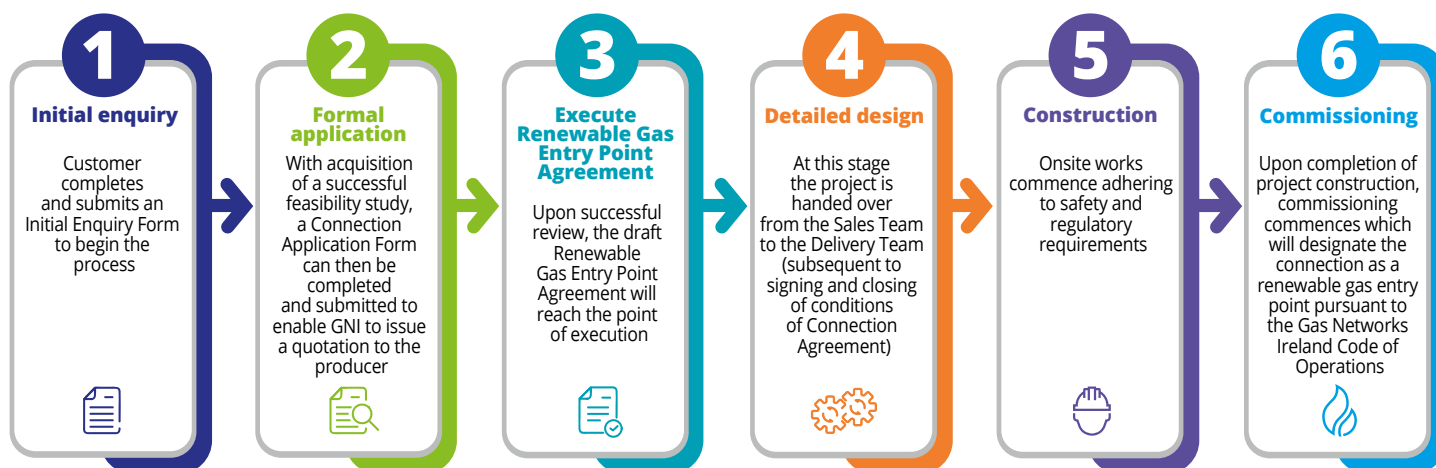 1
Initial enquiry
Customer
completes
and submits an
Initial Enquiry Form
to begin the
process
2
Formal
application
With acquisition
of a successful
feasibility study,
a Connection
Application Form
can then be
completed
and submitted to
enable GNI to issue
a quotation to the
producer
3
Execute
Renewable Gas
Entry Point
Agreement
Upon successful
review, the draft
Renewable
Gas Entry Point
Agreement will
reach the point
of execution
4
Detailed design
At this stage
the project is
handed over
from the Sales Team
to the Delivery Team
(subsequent to
signing and closing
of conditions
of Connection
Agreement)
5
Construction
Onsite works
commence adhering
to safety and
regulatory
requirements
6
Commissioning
Upon completion of
project construction,
commissioning
commences which
will designate the
connection as a
renewable gas entry
point pursuant to
the Gas Networks
Ireland Code of
Operations